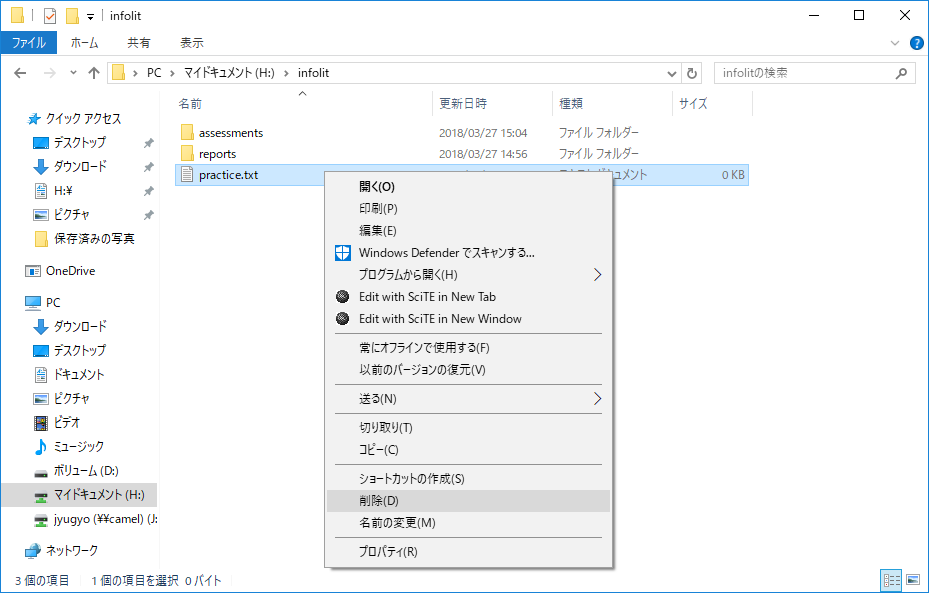 infolit
ファイル ホーム 共有 表示
PC マイドキュメント (H:) infolit
infolitの検索
名前 更新日時 種類 サイズ
クイック アクセス
デスクトップ
ダウンロード
H:¥
ピクチャ
保存済みの写真
OneDrive
PC
ダウンロード
デスクトップ
ドキュメント
ピクチャ
ビデオ
ミュージック
ボリューム (D:)
マイドキュメント (H:)
jyugyo (¥¥camel) (J:
ネットワーク
assessments 2018/03/27 15:04 ファイル フォルダー
reports 2018/03/27 14:56 ファイル フォルダー
practice.txt 0 KB
開く(O)
印刷(P)
編集(E)
Windows Defender でスキャンする...
プログラムから開く(H)
Edit with SciTE in New Tab
Edit with SciTE in New Window
常にオフラインで使用する(F)
以前のバージョンの復元(V)
送る(N)
切り取り(T)
コピー(C)
ショートカットの作成(S)
削除(D)
名前の変更(M)
プロパティ(R)
3 個の項目 1 個の項目を選択 0 バイト